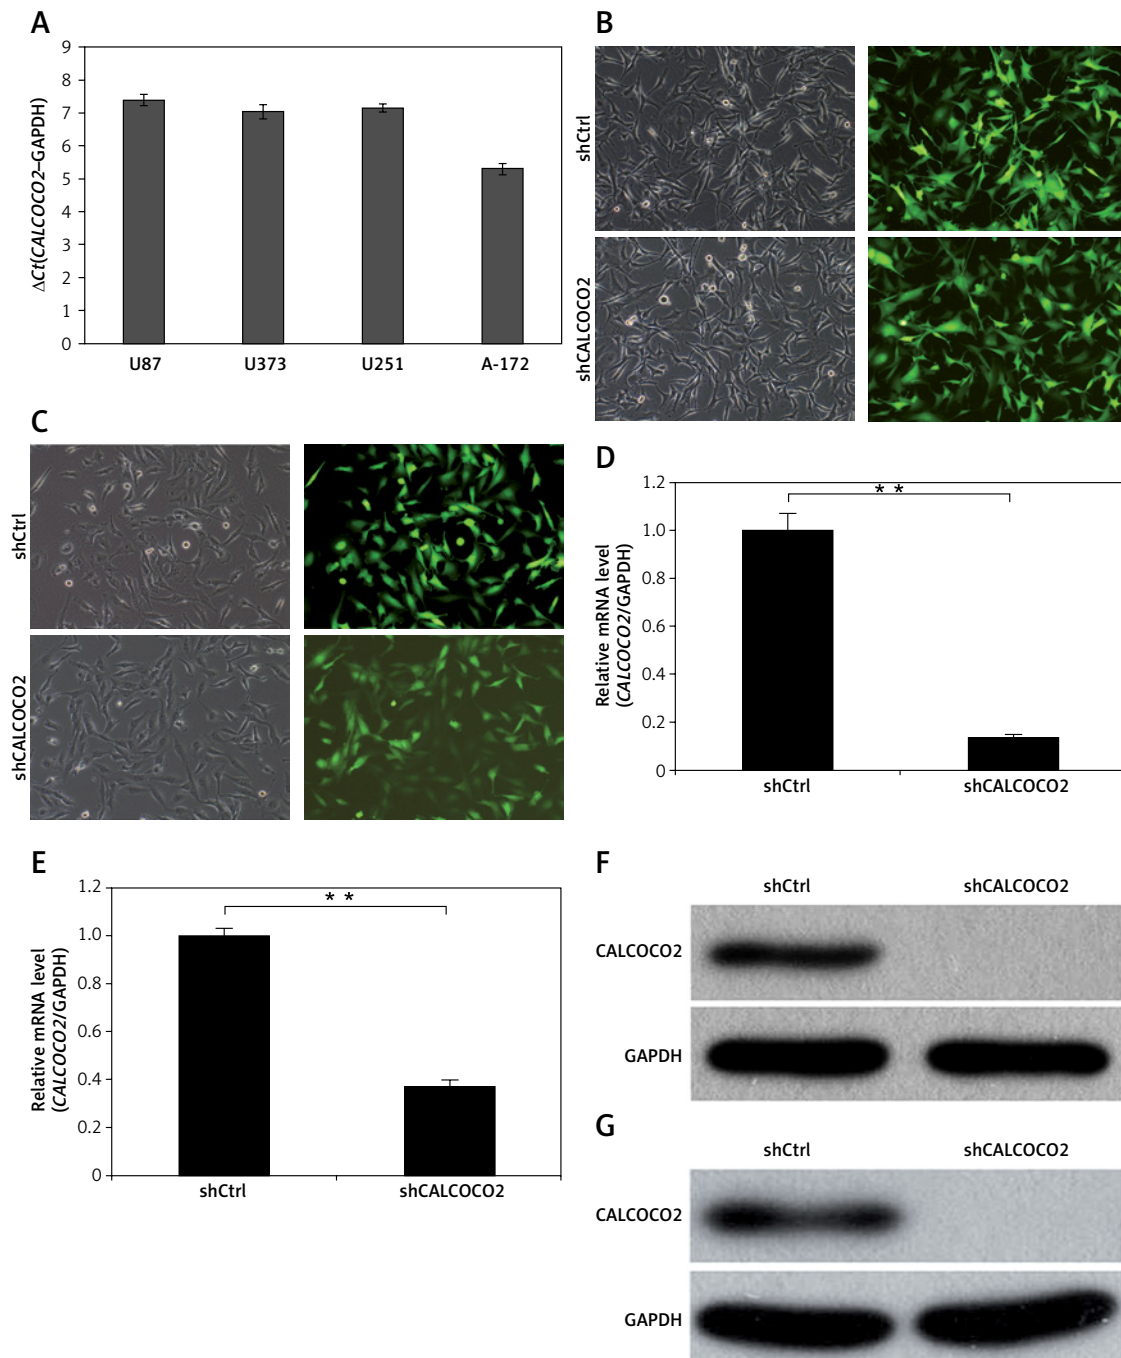 A
ΔCt(CALCOCO2–GAPDH)
9
8
7
6
5
4
3
2
1
0
U87 U373 U251 A-172
B
shCtrl
shCALCOCO2
C
shCtrl
shCALCOCO2
D
Relative mRNA level
(CALCOCO2/GAPDH)
1.2
1.0
0.8
0.6
0.4
0.2
0
* *
shCtrl shCALCOCO2
E
Relative mRNA level
(CALCOCO2/GAPDH)
1.2
1.0
0.8
0.6
0.4
0.2
0
* *
shCtrl shCALCOCO2
F
shCtrl shCALCOCO2
CALCOCO2
GAPDH
G
shCtrl shCALCOCO2
CALCOCO2
GAPDH